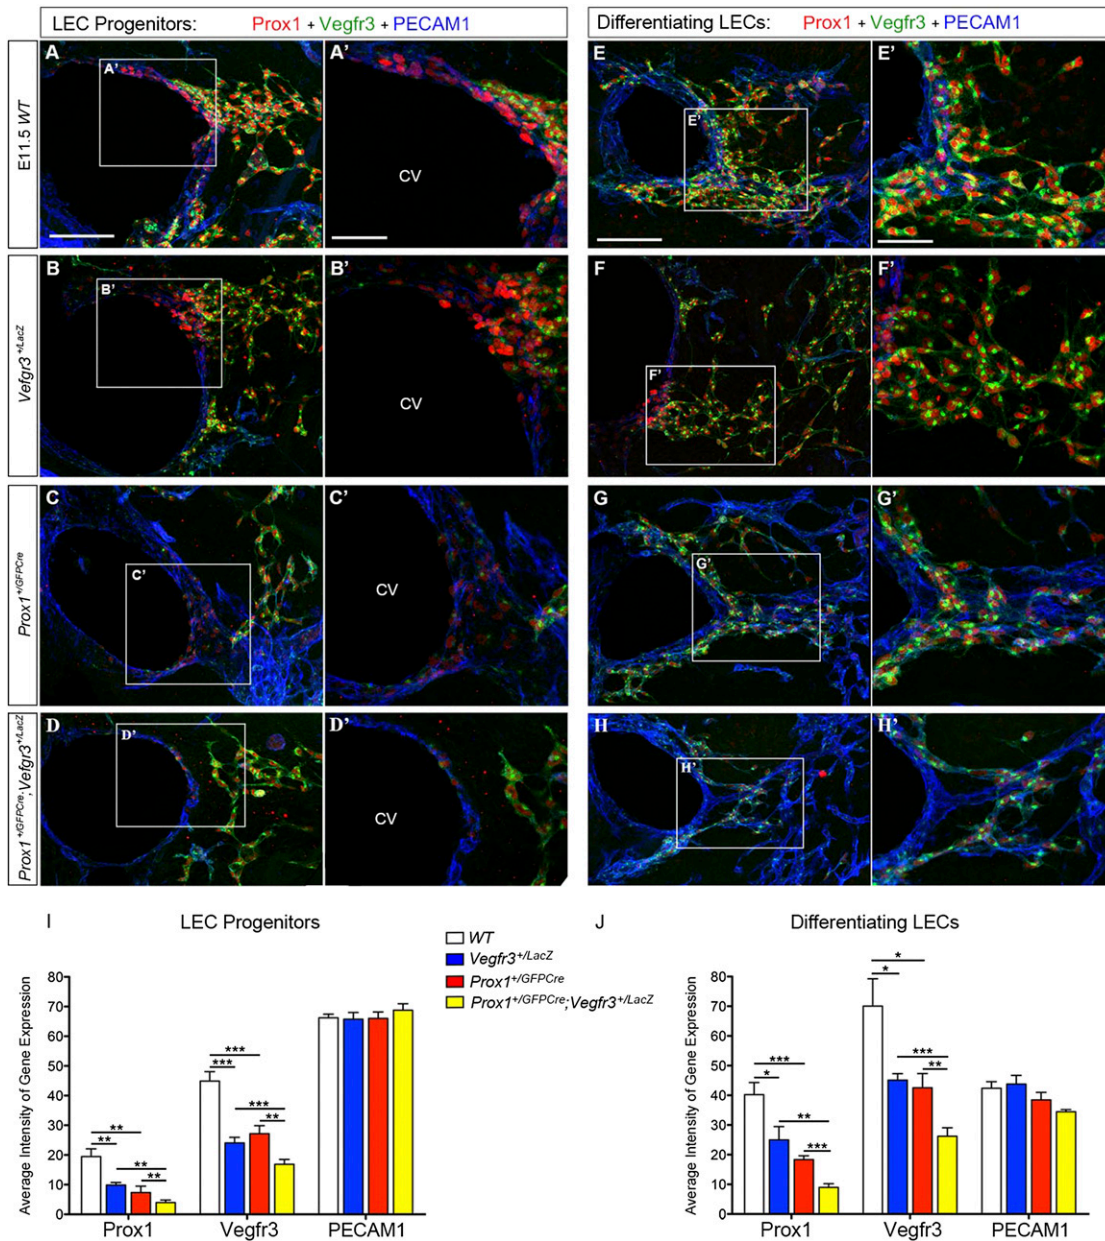 LEC Progenitors: Prox1 + Vegfr3 + PECAM1
Differentiating LECs: Prox1 + Vegfr3 + PECAM1
E11.5 WT
A
A'
A'
CV
E
E'
E'
Vefgr3+/LacZ
B
B'
B'
CV
F
F'
F'
Prox1+/GFPCre
C
C'
C'
CV
G
G'
G'
Prox1+/GFPCre;Vefgr3+/LacZ
D
D'
D'
CV
H
H'
H'
I
LEC Progenitors
Average Intensity of Gene Expression
80
70
60
50
40
30
20
10
0
**
**
**
**
***
***
***
**
Prox1
Vegfr3
PECAM1
WT
Vegfr3+/LacZ
Prox1+/GFPCre
Prox1+/GFPCre;Vegfr3+/LacZ
J
Differentiating LECs
Average Intensity of Gene Expression
80
70
60
50
40
30
20
10
0
***
*
**
***
*
*
***
**
Prox1
Vegfr3
PECAM1